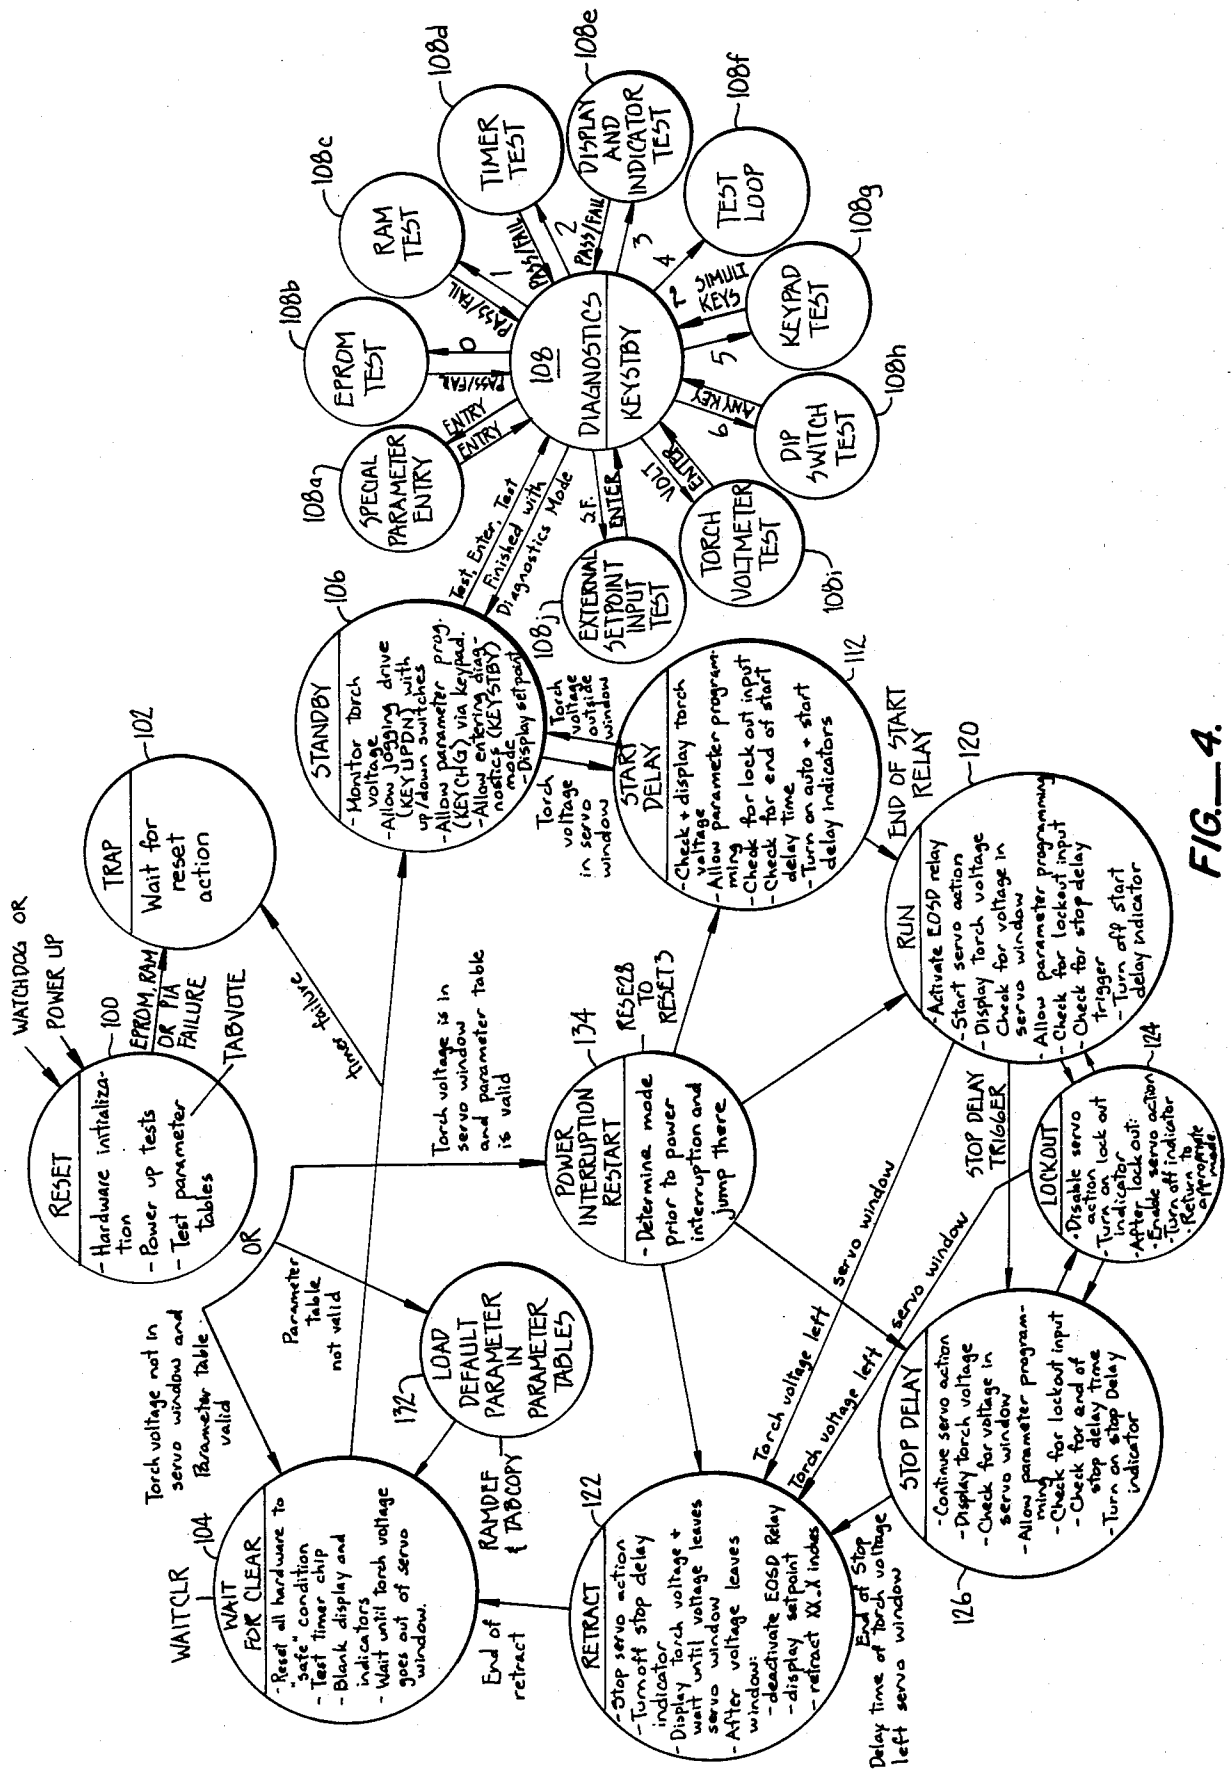 WATCHDOG OR
POWER UP
100
RESET
- Hardware initializa-
tion
- Power up tests
- Test parameter
tables
TABVOTE
EPROM, RAM
OR PIA
FAILURE
102
TRAP
Wait for
reset
action
timer failure
OR
Torch voltage not in
servo window and
Parameter table
valid
Parameter
Table
not valid
Torch voltage is in
servo window
and parameter table
is valid
WAITCLR
104
WAIT
FOR CLEAR
- Reset all hardware to
"safe" condition
- Test timer chip
- Blank display and
indicators
- Wait until torch voltage
goes out of servo
window.
132
LOAD
DEFAULT
PARAMETER
IN
PARAMETER
TABLES
RAMDEF
& TABCOPY
134
POWER
INTERRUPTION
RESTART
- Determine mode
prior to power
interruption and
jump there
RESE28
TO
RESET3
106
STANDBY
- Monitor torch
voltage
- Allow jogging drive
(KEYUPDN) with
up/down switches
- Allow parameter prog.
(KEYCHG) via keypad.
- Allow entering diag-
nostics (KEYSTBY)
mode
- Display setpoint
Test, Enter, Test
Finished with
Diagnostics Mode
108
DIAGNOSTICS
KEYSTBY
108a
SPECIAL
PARAMETER
ENTRY
ENTRY
ENTRY
108b
EPROM
TEST
PASS/FAIL
0
108c
RAM
TEST
PASS/FAIL
1
108d
TIMER
TEST
PASS/FAIL
2
108e
DISPLAY
AND
INDICATOR
TEST
PASS/FAIL
3
108f
TEST
LOOP
4
108g
KEYPAD
TEST
2 SIMULT
KEYS
5
108h
DIP
SWITCH
TEST
ANY KEY
6
108i
TORCH
VOLTMETER
TEST
VOLT
ENTER
108j
EXTERNAL
SETPOINT
INPUT
TEST
S.F.
ENTER
Torch
voltage
in servo
window
Torch
voltage
outside
window
112
START
DELAY
- Check + display torch
voltage
- Allow parameter program-
ming
- Check for lock out input
- Check for end of start
delay time
- Turn on auto + start
delay indicators
END OF START
RELAY
120
RUN
- Activate EOSD relay
- Start servo action
- Display Torch voltage
Check for voltage in
servo window
- Allow parameter programming
- Check for lockout input
- Check for stop delay
trigger
- Turn off start
delay indicator
STOP DELAY
TRIGGER
124
LOCKOUT
- Disable servo
action
- Turn on lock out
indicator
- After lock out:
- Enable servo action
- Turn off indicator
- Return to
appropriate
mode.
Torch voltage left servo window
Torch voltage left servo window
126
STOP DELAY
- Continue servo action
- Display torch voltage
- Check for voltage in
servo window
- Allow parameter program-
ming
- Check for lockout input
- Check for end of
stop delay time
- Turn on stop Delay
indicator
End of Stop
Delay time of Torch voltage
left servo window
122
RETRACT
- Stop servo action
- Turn off stop delay
indicator
- Display torch voltage +
wait until voltage leaves
servo window
- After voltage leaves
window:
- deactivate EOSD Relay
- display setpoint
- retract XX.X inches
End of
retract
FIG._4.